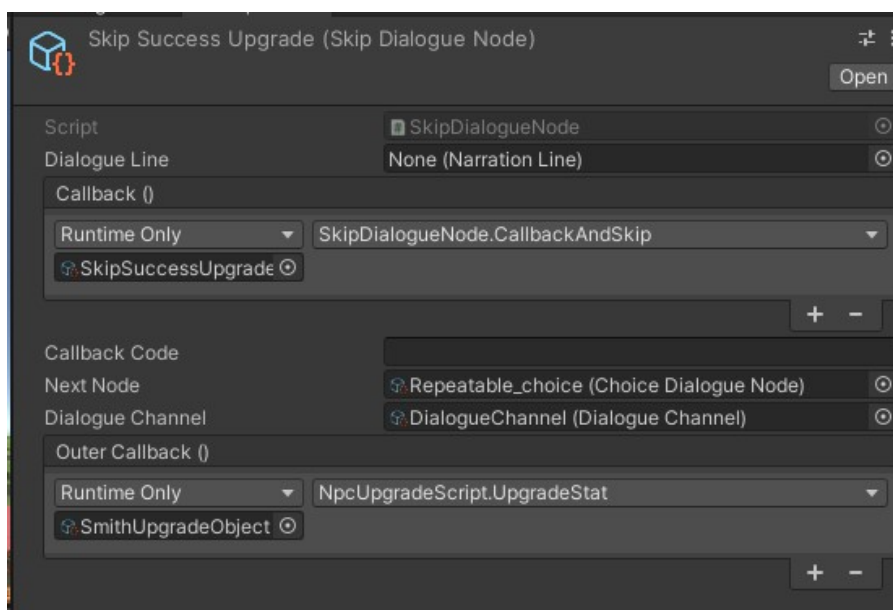 Skip Success Upgrade (Skip Dialogue Node)
Open
Script SkipDialogueNode
Dialogue Line None (Narration Line)
Callback ()
Runtime Only SkipDialogueNode.CallbackAndSkip
SkipSuccessUpgrade
+ -
Callback Code
Next Node Repeatable_choice (Choice Dialogue Node)
Dialogue Channel DialogueChannel (Dialogue Channel)
Outer Callback ()
Runtime Only NpcUpgradeScript.UpgradeStat
SmithUpgradeObject
+ -